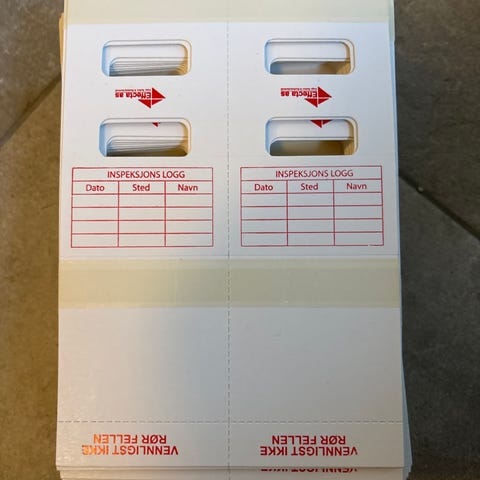 Effecta as
Effecta as
INSPEKSJONS LOGG
Dato Sted Navn
INSPEKSJONS LOGG
Dato Sted Navn
VENNLIGST IKKE
RØR FELLEN
VENNLIGST IKKE
RØR FELLEN